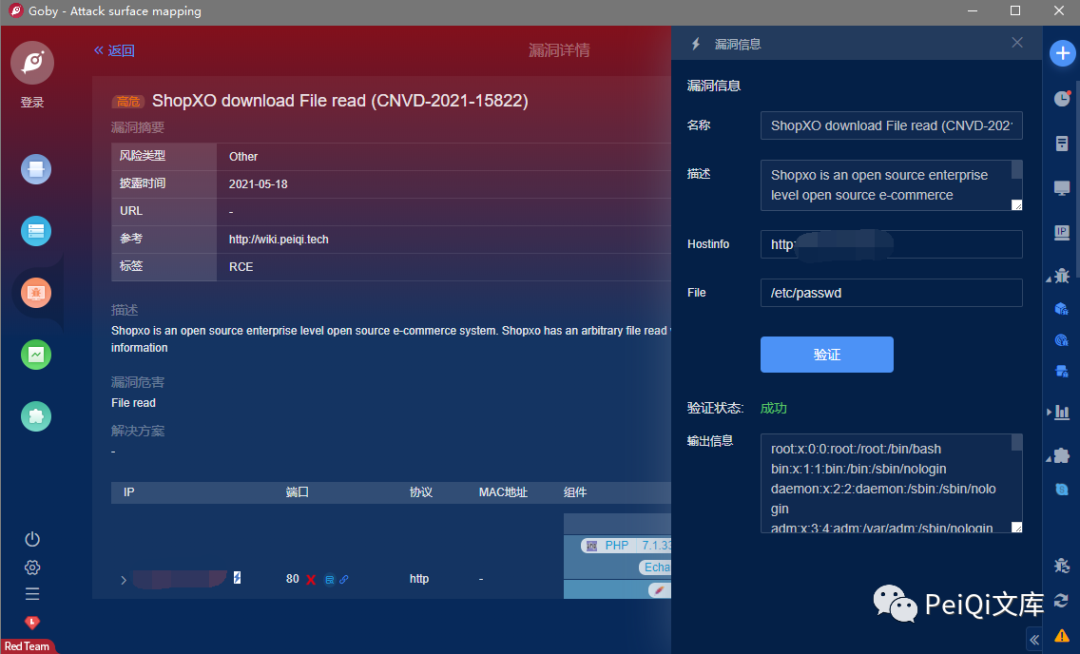 Goby - Attack surface mapping
登录
Red Team
« 返回
漏洞详情
高危 ShopXO download File read (CNVD-2021-15822)
漏洞摘要
风险类型 Other
披露时间 2021-05-18
URL -
参考 http://wiki.peiqi.tech
标签 RCE
描述
Shopxo is an open source enterprise level open source e-commerce system. Shopxo has an arbitrary file read
information
漏洞危害
File read
解决方案
-
IP 端口 协议 MAC地址 组件
80 http -
PHP 7.1.33
Echa
漏洞信息
漏洞信息
名称 ShopXO download File read (CNVD-202
描述 Shopxo is an open source enterprise
level open source e-commerce
Hostinfo http:
File /etc/passwd
验证
验证状态: 成功
输出信息 root:x:0:0:root:/root:/bin/bash
bin:x:1:1:bin:/bin:/sbin/nologin
daemon:x:2:2:daemon:/sbin:/sbin/nolo
gin
adm:x:3:4:adm:/var/adm:/sbin/nologin
IP
PeiQi文库